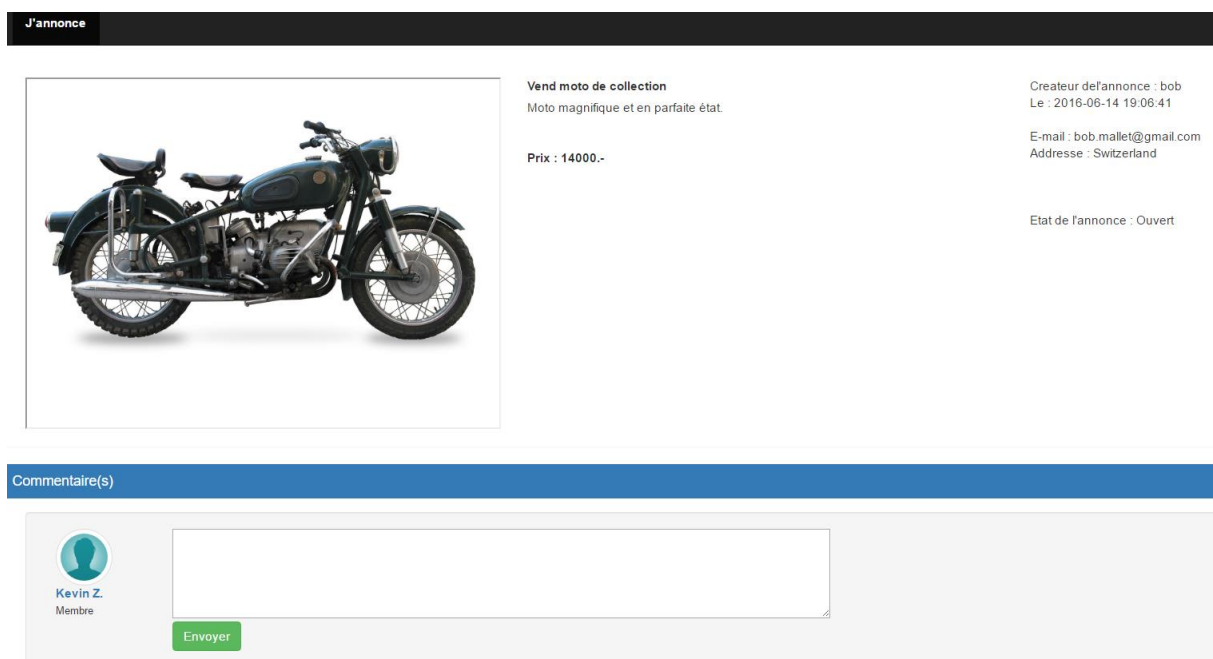 J'annonce
Vend moto de collection
Moto magnifique et en parfaite état.
Prix : 14000.-
Createur del'annonce : bob
Le : 2016-06-14 19:06:41
E-mail : bob.mallet@gmail.com
Addresse : Switzerland
Etat de l'annonce : Ouvert
Commentaire(s)
Kevin Z.
Membre
Envoyer